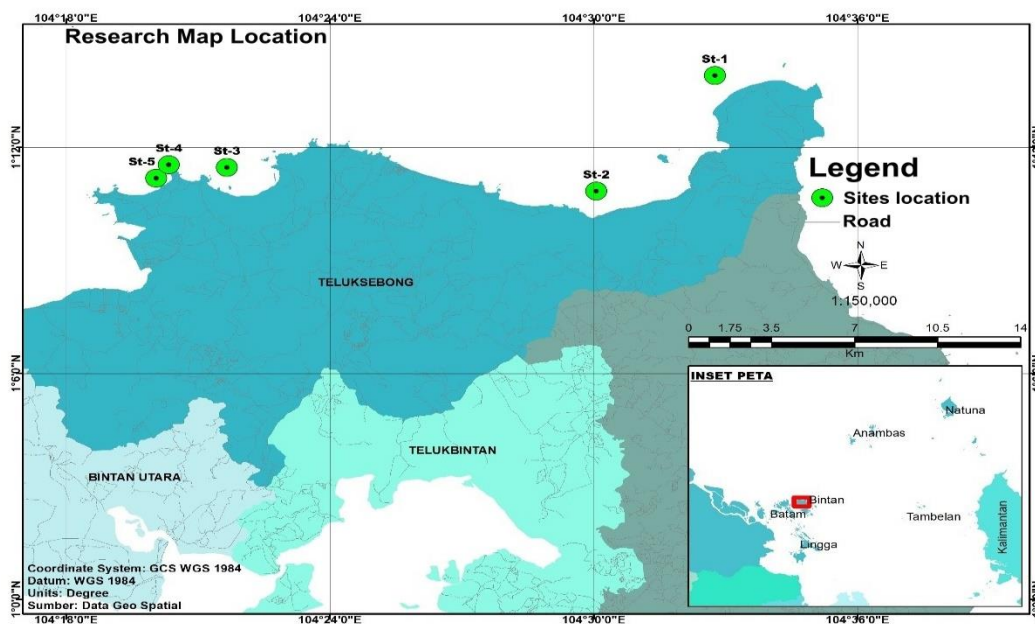 104°18'0"E
104°24'0"E
104°30'0"E
104°36'0"E
Research Map Location
St-1
1°12'0"N
St-4
St-3
St-5
St-2
Legend
Sites location
Road
N
W E
S
1:150,000
TELUKSEBONG
0 1.75 3.5 7 10.5 14
Km
1°6'0"N
INSET PETA
Natuna
Anambas
TELUKBINTAN
BINTAN UTARA
Bintan
Batam
Tambelan
Kalimantan
Lingga
Coordinate System: GCS WGS 1984
Datum: WGS 1984
Units: Degree
Sumber: Data Geo Spatial
1°0'0"N
104°18'0"E
104°24'0"E
104°30'0"E
104°36'0"E